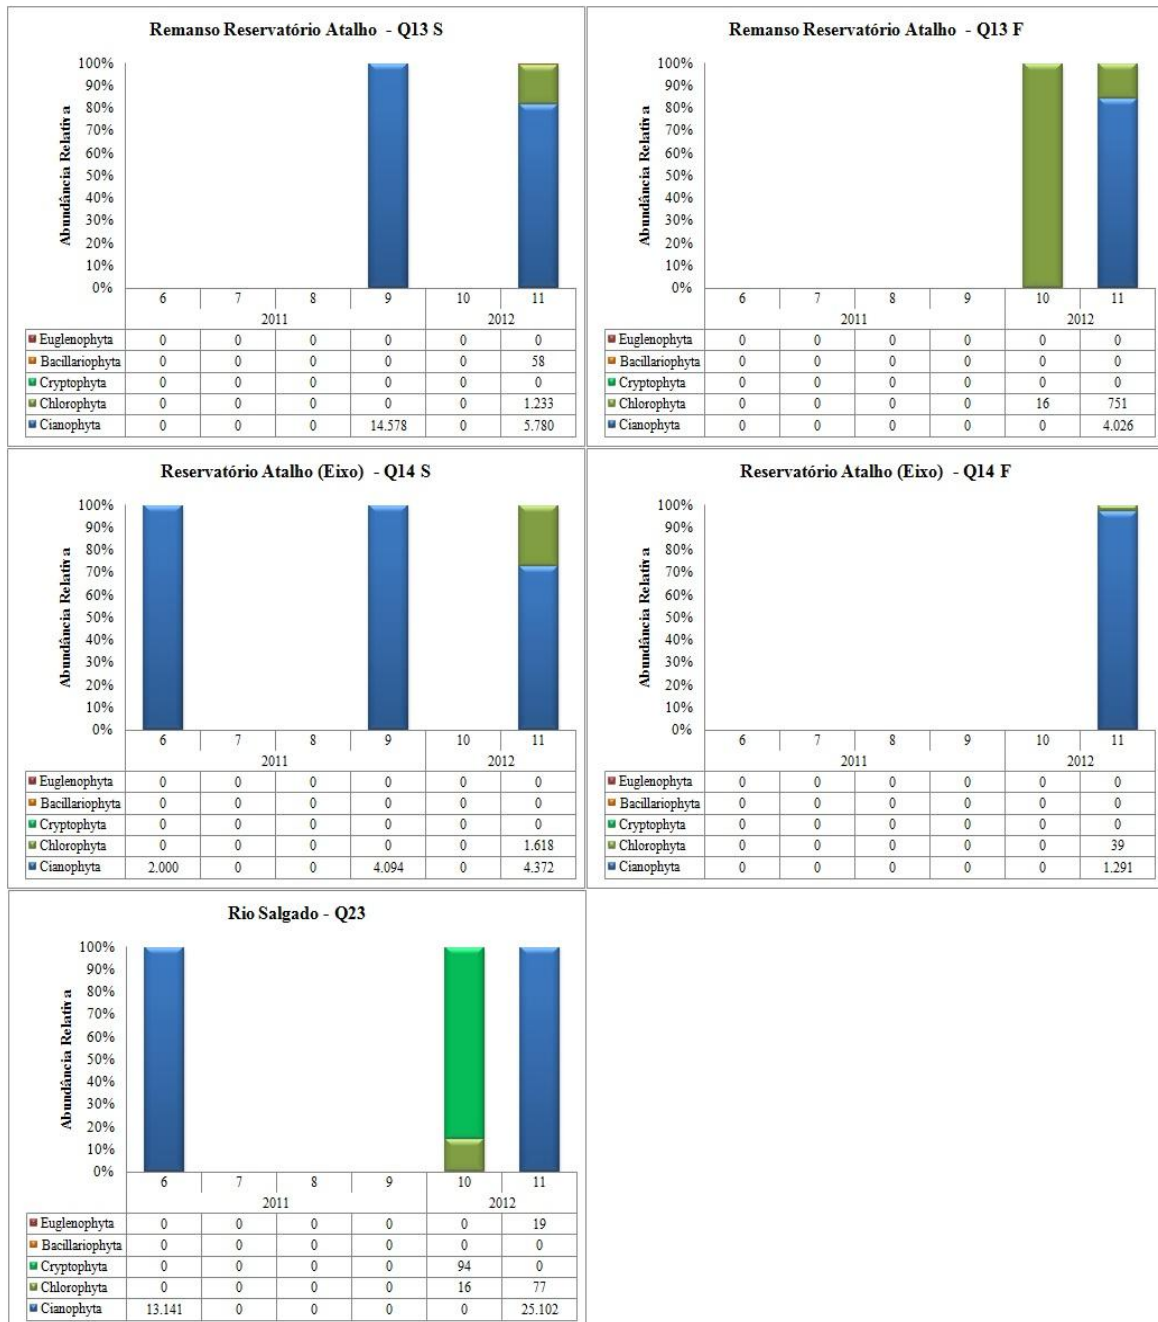 Remanso Reservatório Atalho - Q13 S
Abundância Relativa
100%
90%
80%
70%
60%
50%
40%
30%
20%
10%
0%
6 7 8 9 10 11
2011 2012
Euglenophyta 0 0 0 0 0 0
Bacillariophyta 0 0 0 0 0 58
Cryptophyta 0 0 0 0 0 0
Chlorophyta 0 0 0 0 0 1.233
Cianophyta 0 0 0 14.578 0 5.780
Remanso Reservatório Atalho - Q13 F
Abundância Relativa
100%
90%
80%
70%
60%
50%
40%
30%
20%
10%
0%
6 7 8 9 10 11
2011 2012
Euglenophyta 0 0 0 0 0 0
Bacillariophyta 0 0 0 0 0 0
Cryptophyta 0 0 0 0 0 0
Chlorophyta 0 0 0 0 16 751
Cianophyta 0 0 0 0 0 4.026
Reservatório Atalho (Eixo) - Q14 S
Abundância Relativa
100%
90%
80%
70%
60%
50%
40%
30%
20%
10%
0%
6 7 8 9 10 11
2011 2012
Euglenophyta 0 0 0 0 0 0
Bacillariophyta 0 0 0 0 0 0
Cryptophyta 0 0 0 0 0 0
Chlorophyta 0 0 0 0 0 1.618
Cianophyta 2.000 0 0 4.094 0 4.372
Reservatório Atalho (Eixo) - Q14 F
Abundância Relativa
100%
90%
80%
70%
60%
50%
40%
30%
20%
10%
0%
6 7 8 9 10 11
2011 2012
Euglenophyta 0 0 0 0 0 0
Bacillariophyta 0 0 0 0 0 0
Cryptophyta 0 0 0 0 0 0
Chlorophyta 0 0 0 0 0 39
Cianophyta 0 0 0 0 0 1.291
Rio Salgado - Q23
Abundância Relativa
100%
90%
80%
70%
60%
50%
40%
30%
20%
10%
0%
6 7 8 9 10 11
2011 2012
Euglenophyta 0 0 0 0 0 19
Bacillariophyta 0 0 0 0 0 0
Cryptophyta 0 0 0 0 94 0
Chlorophyta 0 0 0 0 16 77
Cianophyta 13.141 0 0 0 0 25.102